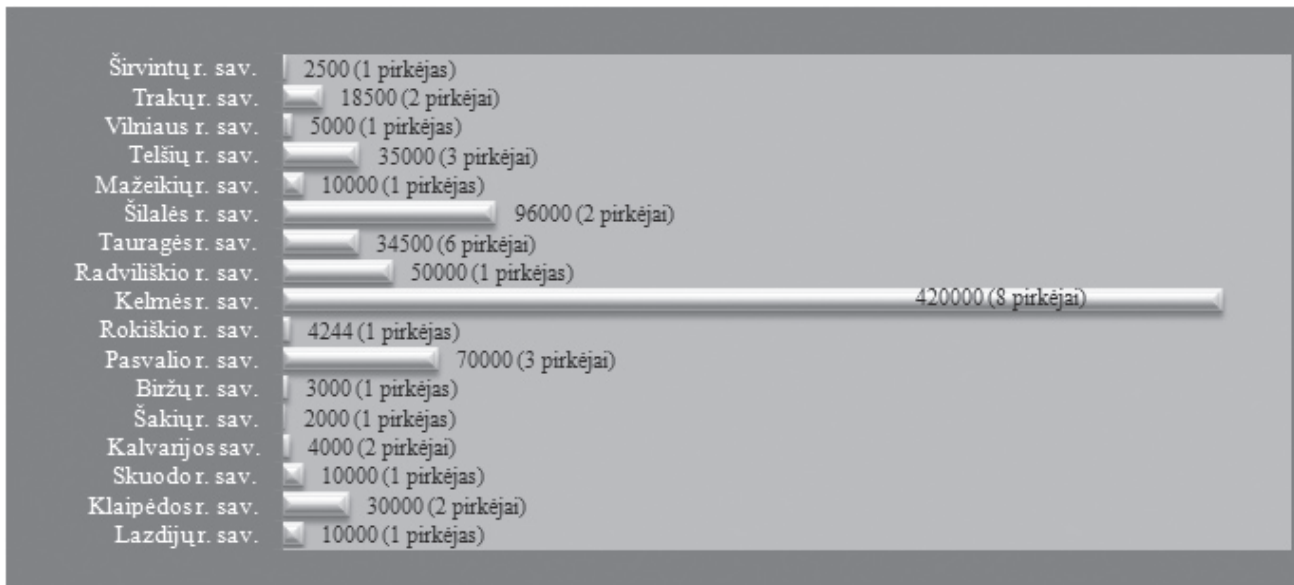 Širvintų r. sav. 2500 (1 pirkėjas)
Trakų r. sav. 18500 (2 pirkėjai)
Vilniaus r. sav. 5000 (1 pirkėjas)
Telšių r. sav. 35000 (3 pirkėjai)
Mažeikių r. sav. 10000 (1 pirkėjas)
Šilalės r. sav. 96000 (2 pirkėjai)
Tauragės r. sav. 34500 (6 pirkėjai)
Radviliškio r. sav. 50000 (1 pirkėjas)
Kelmės r. sav. 420000 (8 pirkėjai)
Rokiškio r. sav. 4244 (1 pirkėjas)
Pasvalio r. sav. 70000 (3 pirkėjai)
Biržų r. sav. 3000 (1 pirkėjas)
Šakių r. sav. 2000 (1 pirkėjas)
Kalvarijos sav. 4000 (2 pirkėjai)
Skuodo r. sav. 10000 (1 pirkėjas)
Klaipėdos r. sav. 30000 (2 pirkėjai)
Lazdijų r. sav. 10000 (1 pirkėjas)